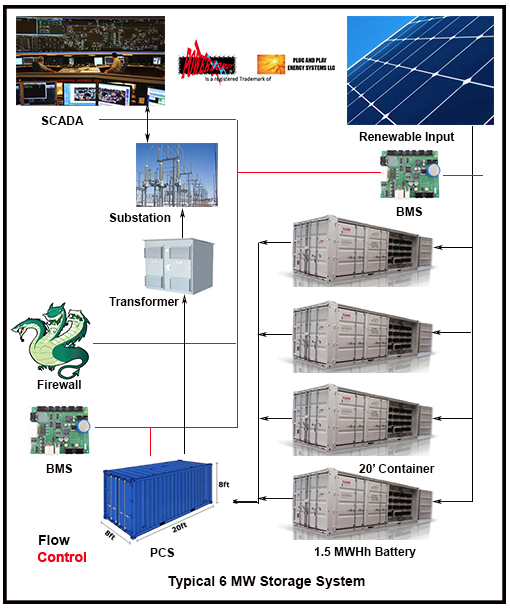 Is a registered Trademark of
PLUG AND PLAY
ENERGY SYSTEMS LLC
SCADA
Renewable Input
BMS
Substation
Transformer
Firewall
BMS
20' Container
8ft
20ft
8ft
PCS
1.5 MWHh Battery
Flow
Control
Typical 6 MW Storage System